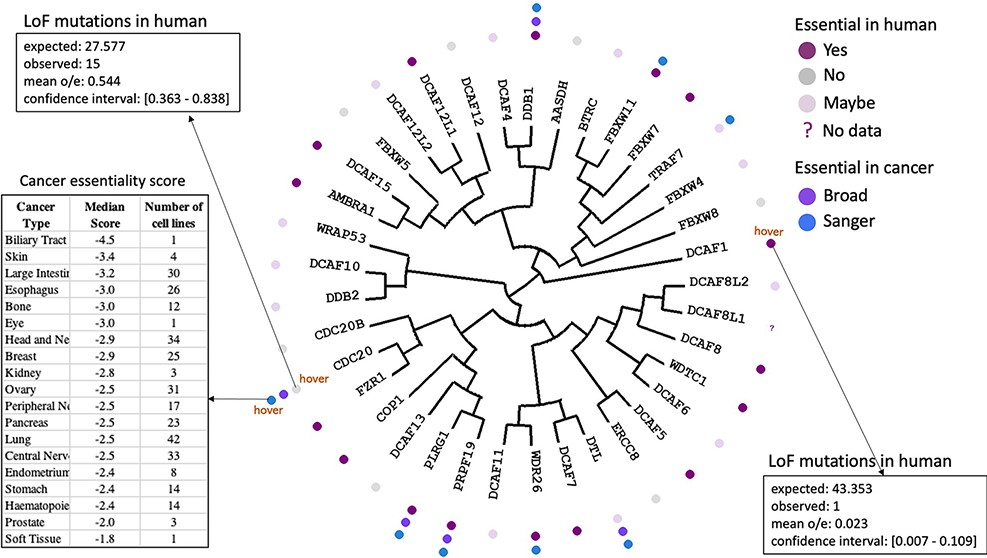 LoF mutations in human
expected: 27.577
observed: 15
mean o/e: 0.544
confidence interval: [0.363 - 0.838]
Cancer essentiality score
Cancer Type Median Score Number of cell lines
Biliary Tract -4.5 1
Skin -3.4 4
Large Intestin -3.2 30
Esophagus -3.0 26
Bone -3.0 12
Eye -3.0 1
Head and Ne -2.9 34
Breast -2.9 25
Kidney -2.8 3
Ovary -2.5 31
Peripheral Ne -2.5 17
Pancreas -2.5 23
Lung -2.5 42
Central Nerv -2.5 33
Endometrium -2.4 8
Stomach -2.4 14
Haematopoie -2.4 14
Prostate -2.0 3
Soft Tissue -1.8 1
hover
hover
DCAF4
DDB1
AASDH
BTRC
FBXW11
FBXW7
TRAF7
FBXW4
FBXW8
DCAF1
DCAF8L2
DCAF8L1
DCAF8
WDTC1
DCAF6
DCAF5
ERCC8
DTL
DCAF7
WDR26
DCAF11
PRPF19
PLRG1
DCAF13
COP1
FZR1
CDC20
CDC20B
DDB2
DCAF10
WRAP53
AMBRA1
DCAF15
FBXW5
DCAF12L2
DCAF12L1
DCAF12
hover
?
Essential in human
Yes
No
Maybe
? No data
Essential in cancer
Broad
Sanger
LoF mutations in human
expected: 43.353
observed: 1
mean o/e: 0.023
confidence interval: [0.007 - 0.109]